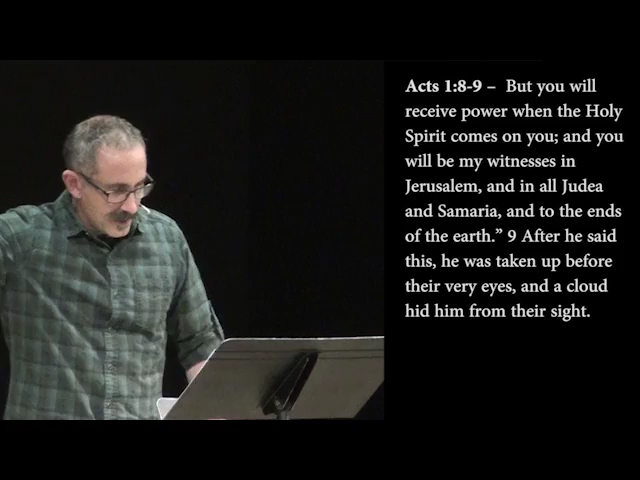 Acts 1:8-9 – But you will
receive power when the Holy
Spirit comes on you; and you
will be my witnesses in
Jerusalem, and in all Judea
and Samaria, and to the ends
of the earth.” 9 After he said
this, he was taken up before
their very eyes, and a cloud
hid him from their sight.